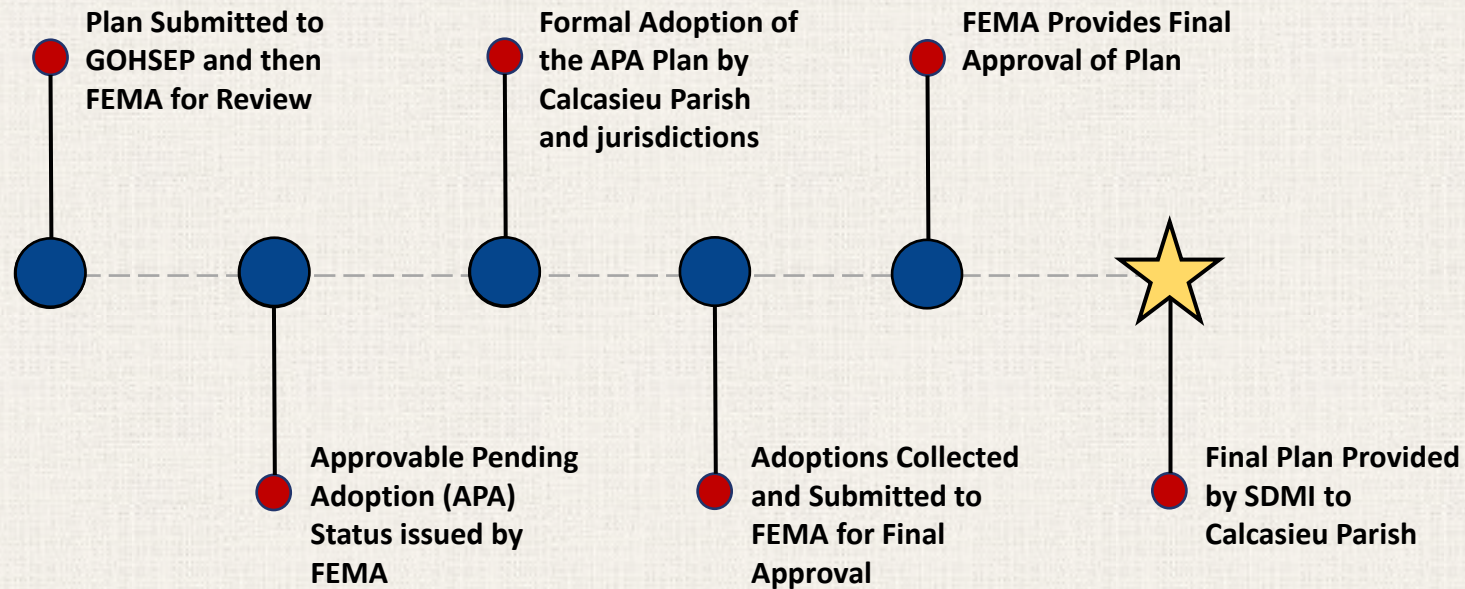 Plan Submitted to
GOHSEP and then
FEMA for Review
Approvable Pending
Adoption (APA)
Status issued by
FEMA
Formal Adoption of
the APA Plan by
Calcasieu Parish
and jurisdictions
Adoptions Collected
and Submitted to
FEMA for Final
Approval
FEMA Provides Final
Approval of Plan
Final Plan Provided
by SDMI to
Calcasieu Parish